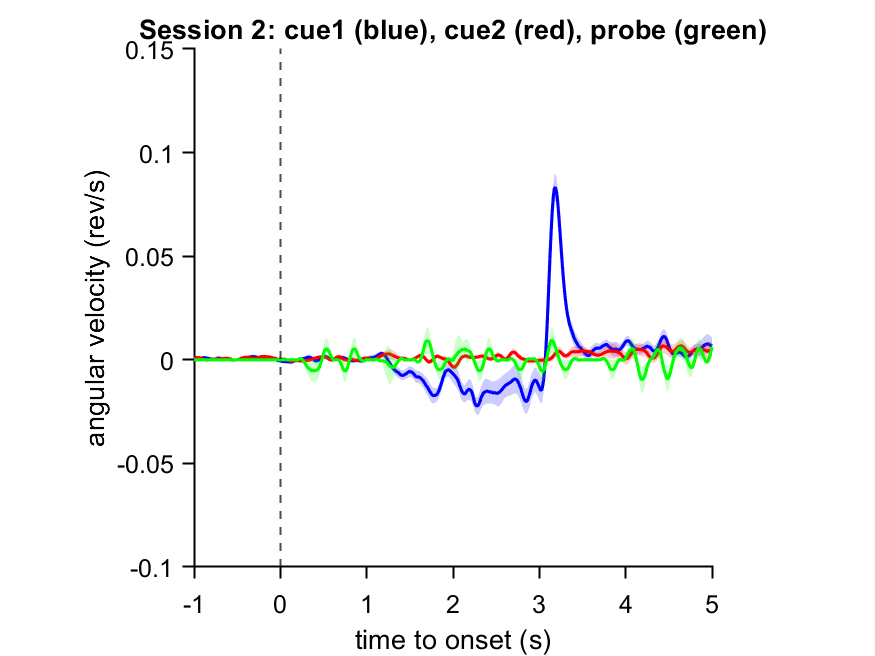 Session 2: cue1 (blue), cue2 (red), probe (green)
0.15
0.1
0.05
0
-0.05
-0.1
angular velocity (rev/s)
-1 0 1 2 3 4 5
time to onset (s)